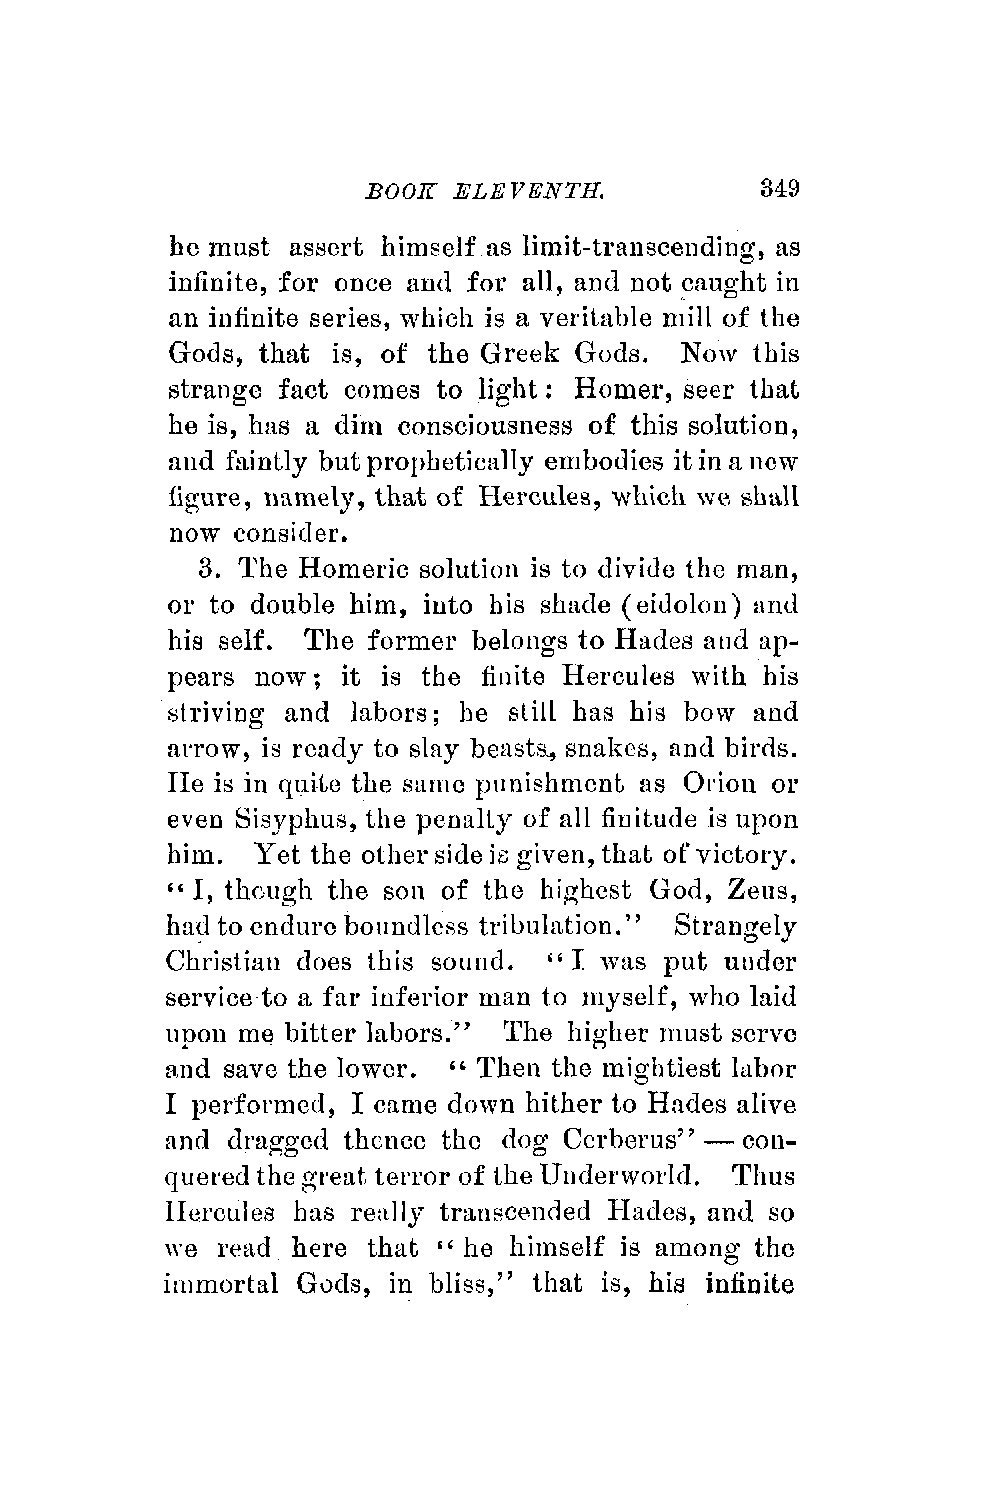 BOOK ELEVENTH. 349
he must assert himself as limit-transcending, as
infinite, for once and for all, and not caught in
an infinite series, which is a veritable mill of the
Gods, that is, of the Greek Gods. Now this
strange fact comes to light: Homer, seer that
he is, has a dim consciousness of this solution,
and faintly but prophetically embodies it in a new
figure, namely, that of Hercules, which we shall
now consider.
3. The Homeric solution is to divide the man,
or to double him, into his shade (eidolon) and
his self. The former belongs to Hades and ap-
pears now; it is the finite Hercules with his
striving and labors; he still has his bow and
arrow, is ready to slay beasts, snakes, and birds.
He is in quite the same punishment as Orion or
even Sisyphus, the penalty of all finitude is upon
him. Yet the other side is given, that of victory.
"I, though the son of the highest God, Zeus,
had to endure boundless tribulation." Strangely
Christian does this sound. "I was put under
service to a far inferior man to myself, who laid
upon me bitter labors." The higher must serve
and save the lower. "Then the mightiest labor
I performed, I came down hither to Hades alive
and dragged thence the dog Cerberus" — con-
quered the great terror of the Underworld. Thus
Hercules has really transcended Hades, and so
we read here that "he himself is among the
immortal Gods, in bliss," that is, his infinite